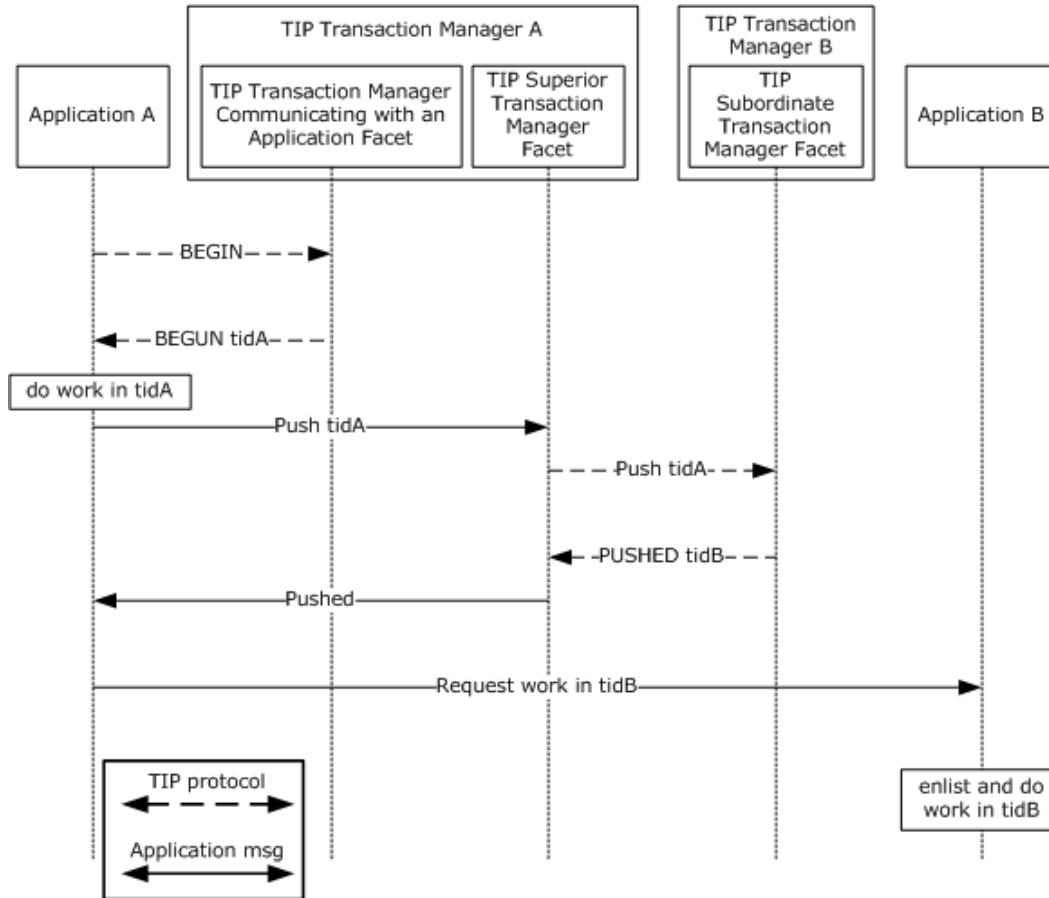 TIP Transaction Manager A
TIP Transaction
Manager B
Application A
TIP Transaction Manager
Communicating with an
Application Facet
TIP Superior
Transaction
Manager
Facet
TIP
Subordinate
Transaction
Manager Facet
Application B
BEGIN
BEGUN tidA
do work in tidA
Push tidA
Push tidA
PUSHED tidB
Pushed
Request work in tidB
enlist and do
work in tidB
TIP protocol
Application msg